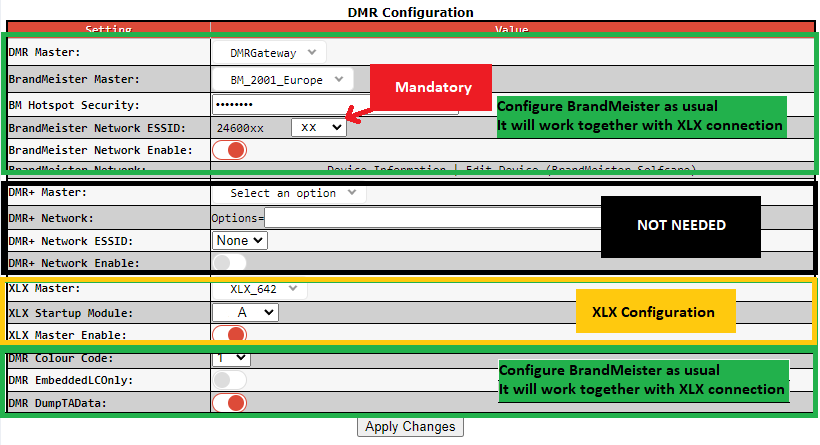 DMR Configuration
Setting Value
DMR Master: DMRGateway
BrandMeister Master: BM_2001_Europe
Mandatory
BM Hotspot Security: ••••••••
Configure BrandMeister as usual
It will work together with XLX connection
BrandMeister Network ESSID: 24600xx XX
BrandMeister Network Enable:
BrandMeister Network: Device Information | Edit Device (BrandMeister Selfcare)
DMR+ Master: Select an option
DMR+ Network: Options=
NOT NEEDED
DMR+ Network ESSID: None
DMR+ Network Enable:
XLX Master: XLX_642
XLX Startup Module: A
XLX Configuration
XLX Master Enable:
DMR Colour Code: 1
Configure BrandMeister as usual
It will work together with XLX connection
DMR EmbeddedLCOnly:
DMR DumpTAData:
Apply Changes